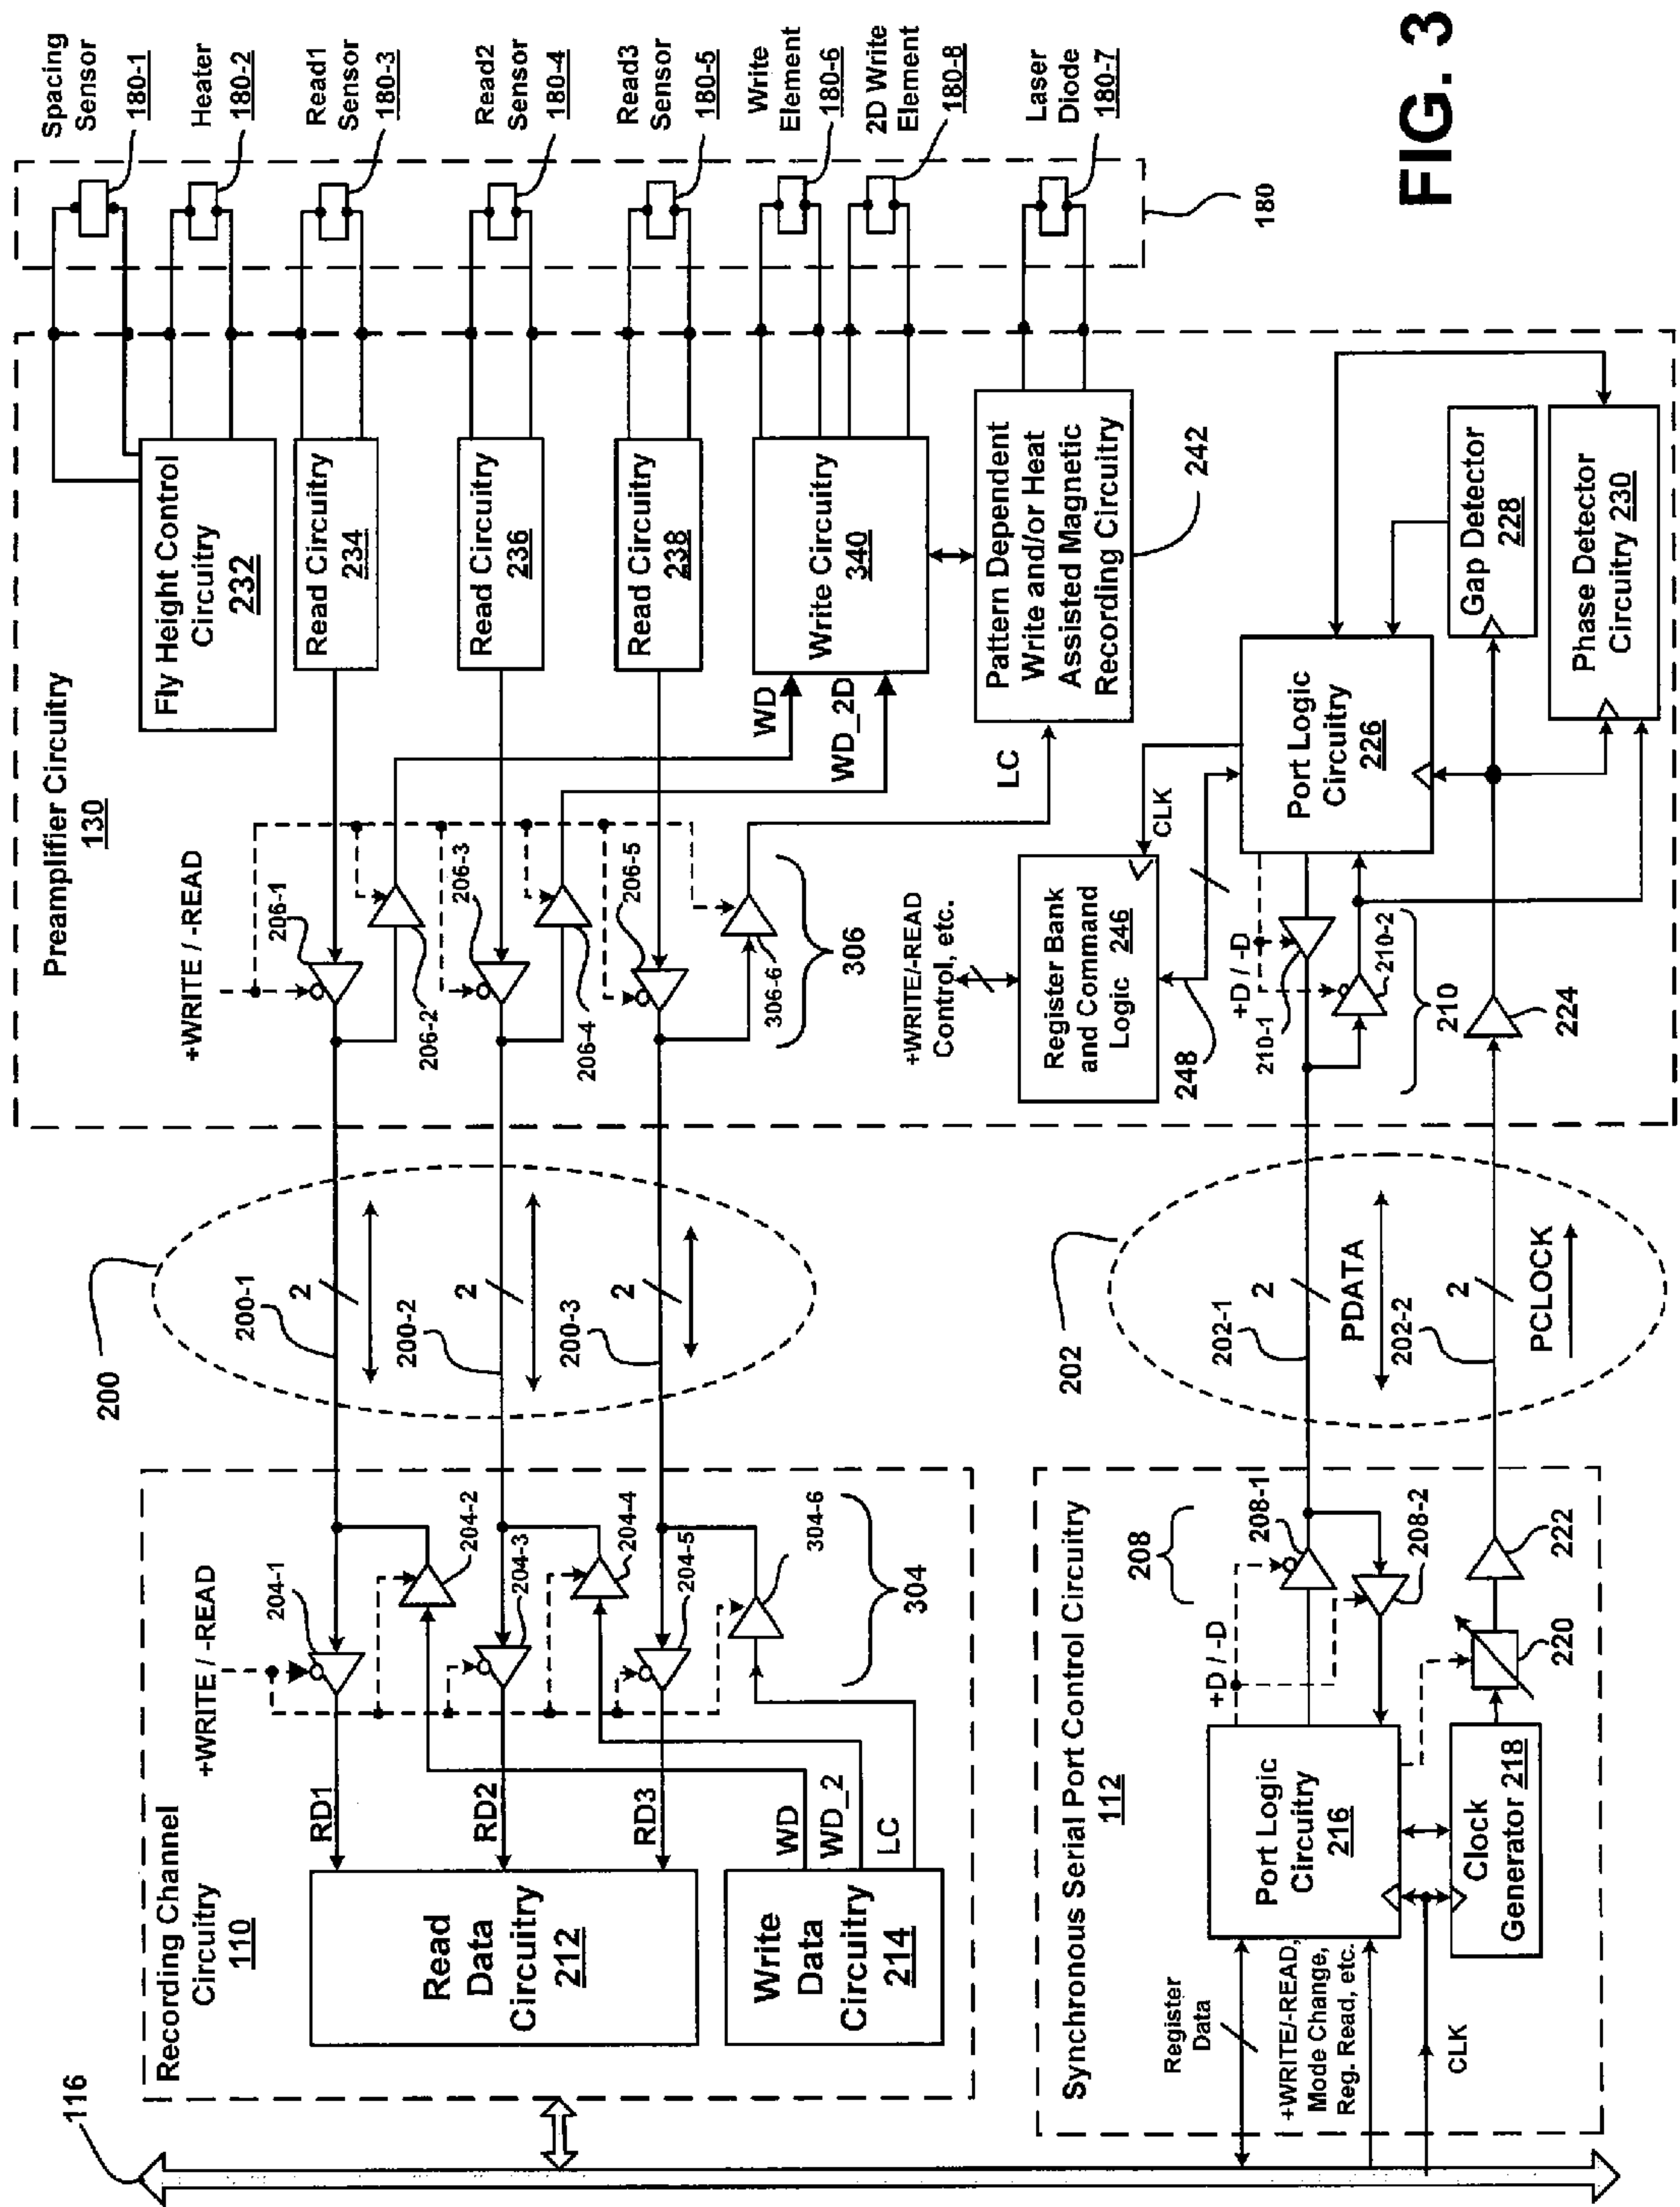 116
Recording Channel
Circuitry
110
+WRITE / -READ
204-1
204-2
204-3
204-4
204-5
304-6
304
RD1
RD2
RD3
Read
Data
Circuitry
212
Write
Data
Circuitry
214
WD
WD_2
LC
200
200-1
2
200-2
2
200-3
2
Preamplifier Circuitry
130
+WRITE / -READ
206-1
206-2
206-3
206-4
206-5
306-6
306
WD
WD_2D
LC
Fly Height Control
Circuitry
232
Read Circuitry
234
Read Circuitry
236
Read Circuitry
238
Write Circuitry
340
Pattern Dependent
Write and/or Heat
Assisted Magnetic
Recording Circuitry
242
Spacing
Sensor
180-1
Heater
180-2
Read1
Sensor
180-3
Read2
Sensor
180-4
Read3
Sensor
180-5
Write
Element
180-6
2D Write
Element
180-8
Laser
Diode
180-7
180
Synchronous Serial Port Control Circuitry
112
Register
Data
+WRITE/-READ,
Mode Change,
Reg. Read, etc.
CLK
Port Logic
Circuitry
216
Clock
Generator 218
+D / -D
208
208-1
208-2
220
222
202
202-1
2
PDATA
202-2
2
PCLOCK
+WRITE/-READ
Control, etc.
Register Bank
and Command
Logic 246
CLK
248
+D / -D
210-1
210-2
210
224
Port Logic
Circuitry
226
Gap Detector
228
Phase Detector
Circuitry 230
FIG. 3